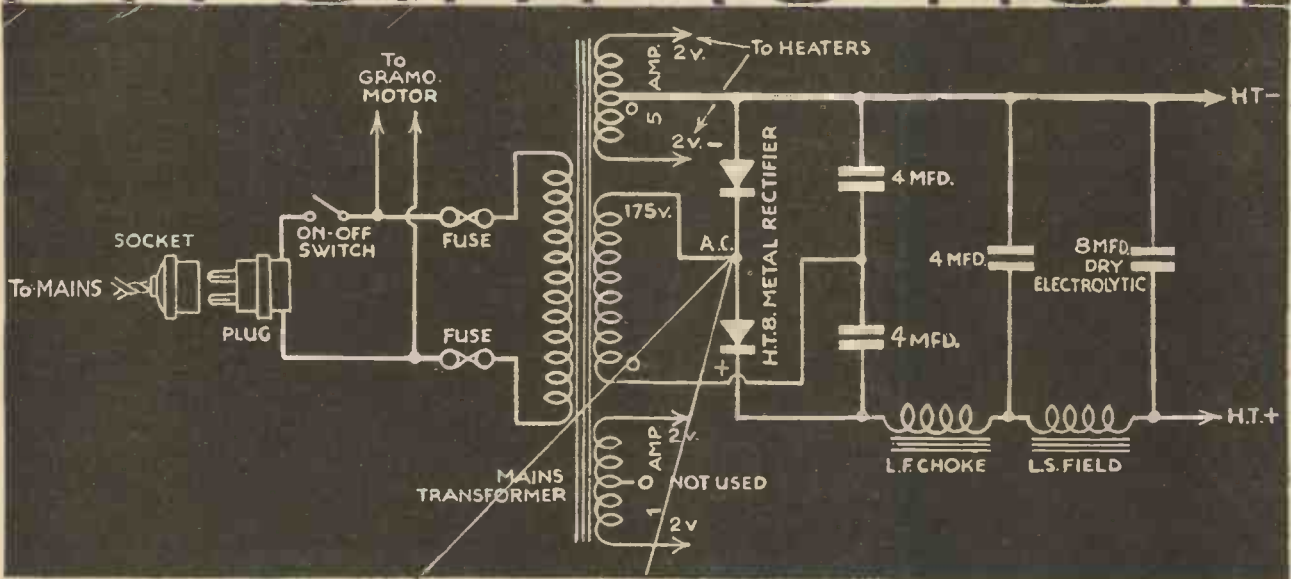 To
GRAMO.
MOTOR
2V.
To HEATERS
5 AMP.
0
2V. -
HT-
175V.
A.C.
H.T.8. METAL RECTIFIER
4 MFD.
4 MFD.
8 MFD.
DRY
ELECTROLYTIC
4 MFD.
SOCKET
ON-OFF
SWITCH
FUSE
To MAINS
PLUG
FUSE
0
+
H.T.+
L.F. CHOKE
L.S. FIELD
MAINS
TRANSFORMER
2V.
1 AMP
0
NOT USED
2V